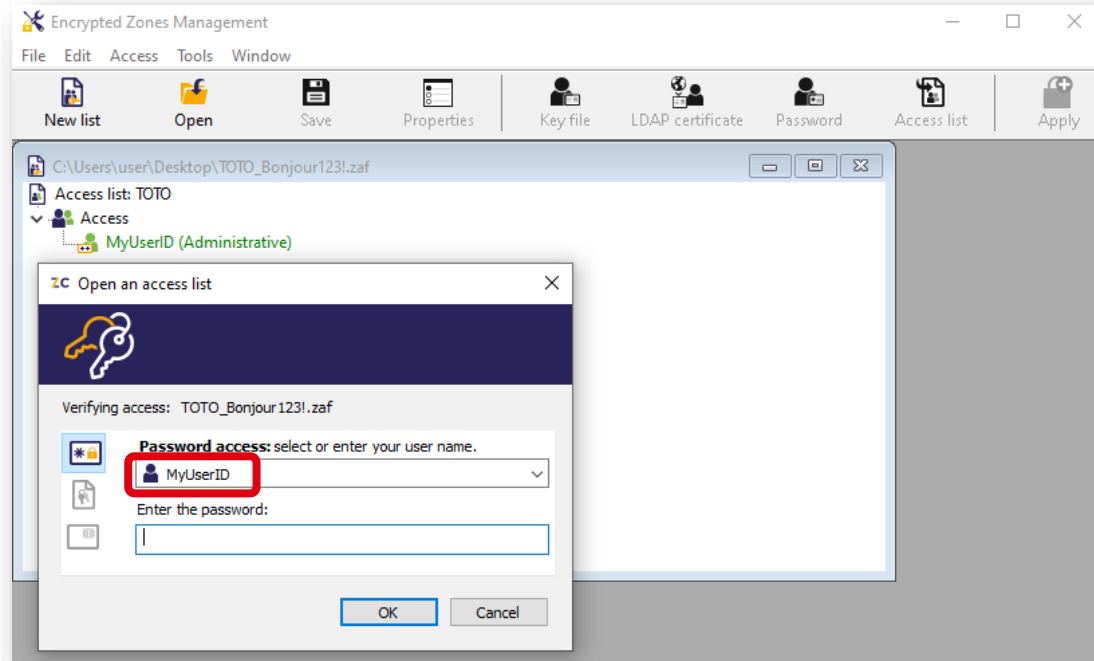 Encrypted Zones Management
File Edit Access Tools Window
New list Open Save Properties Key file LDAP certificate Password Access list Apply
C:\Users\user\Desktop\TOTO_Bonjour123!.zaf
Access list: TOTO
Access
MyUserID (Administrative)
ZC Open an access list
Verifying access: TOTO_Bonjour123!.zaf
Password access: select or enter your user name.
MyUserID
Enter the password:
OK Cancel